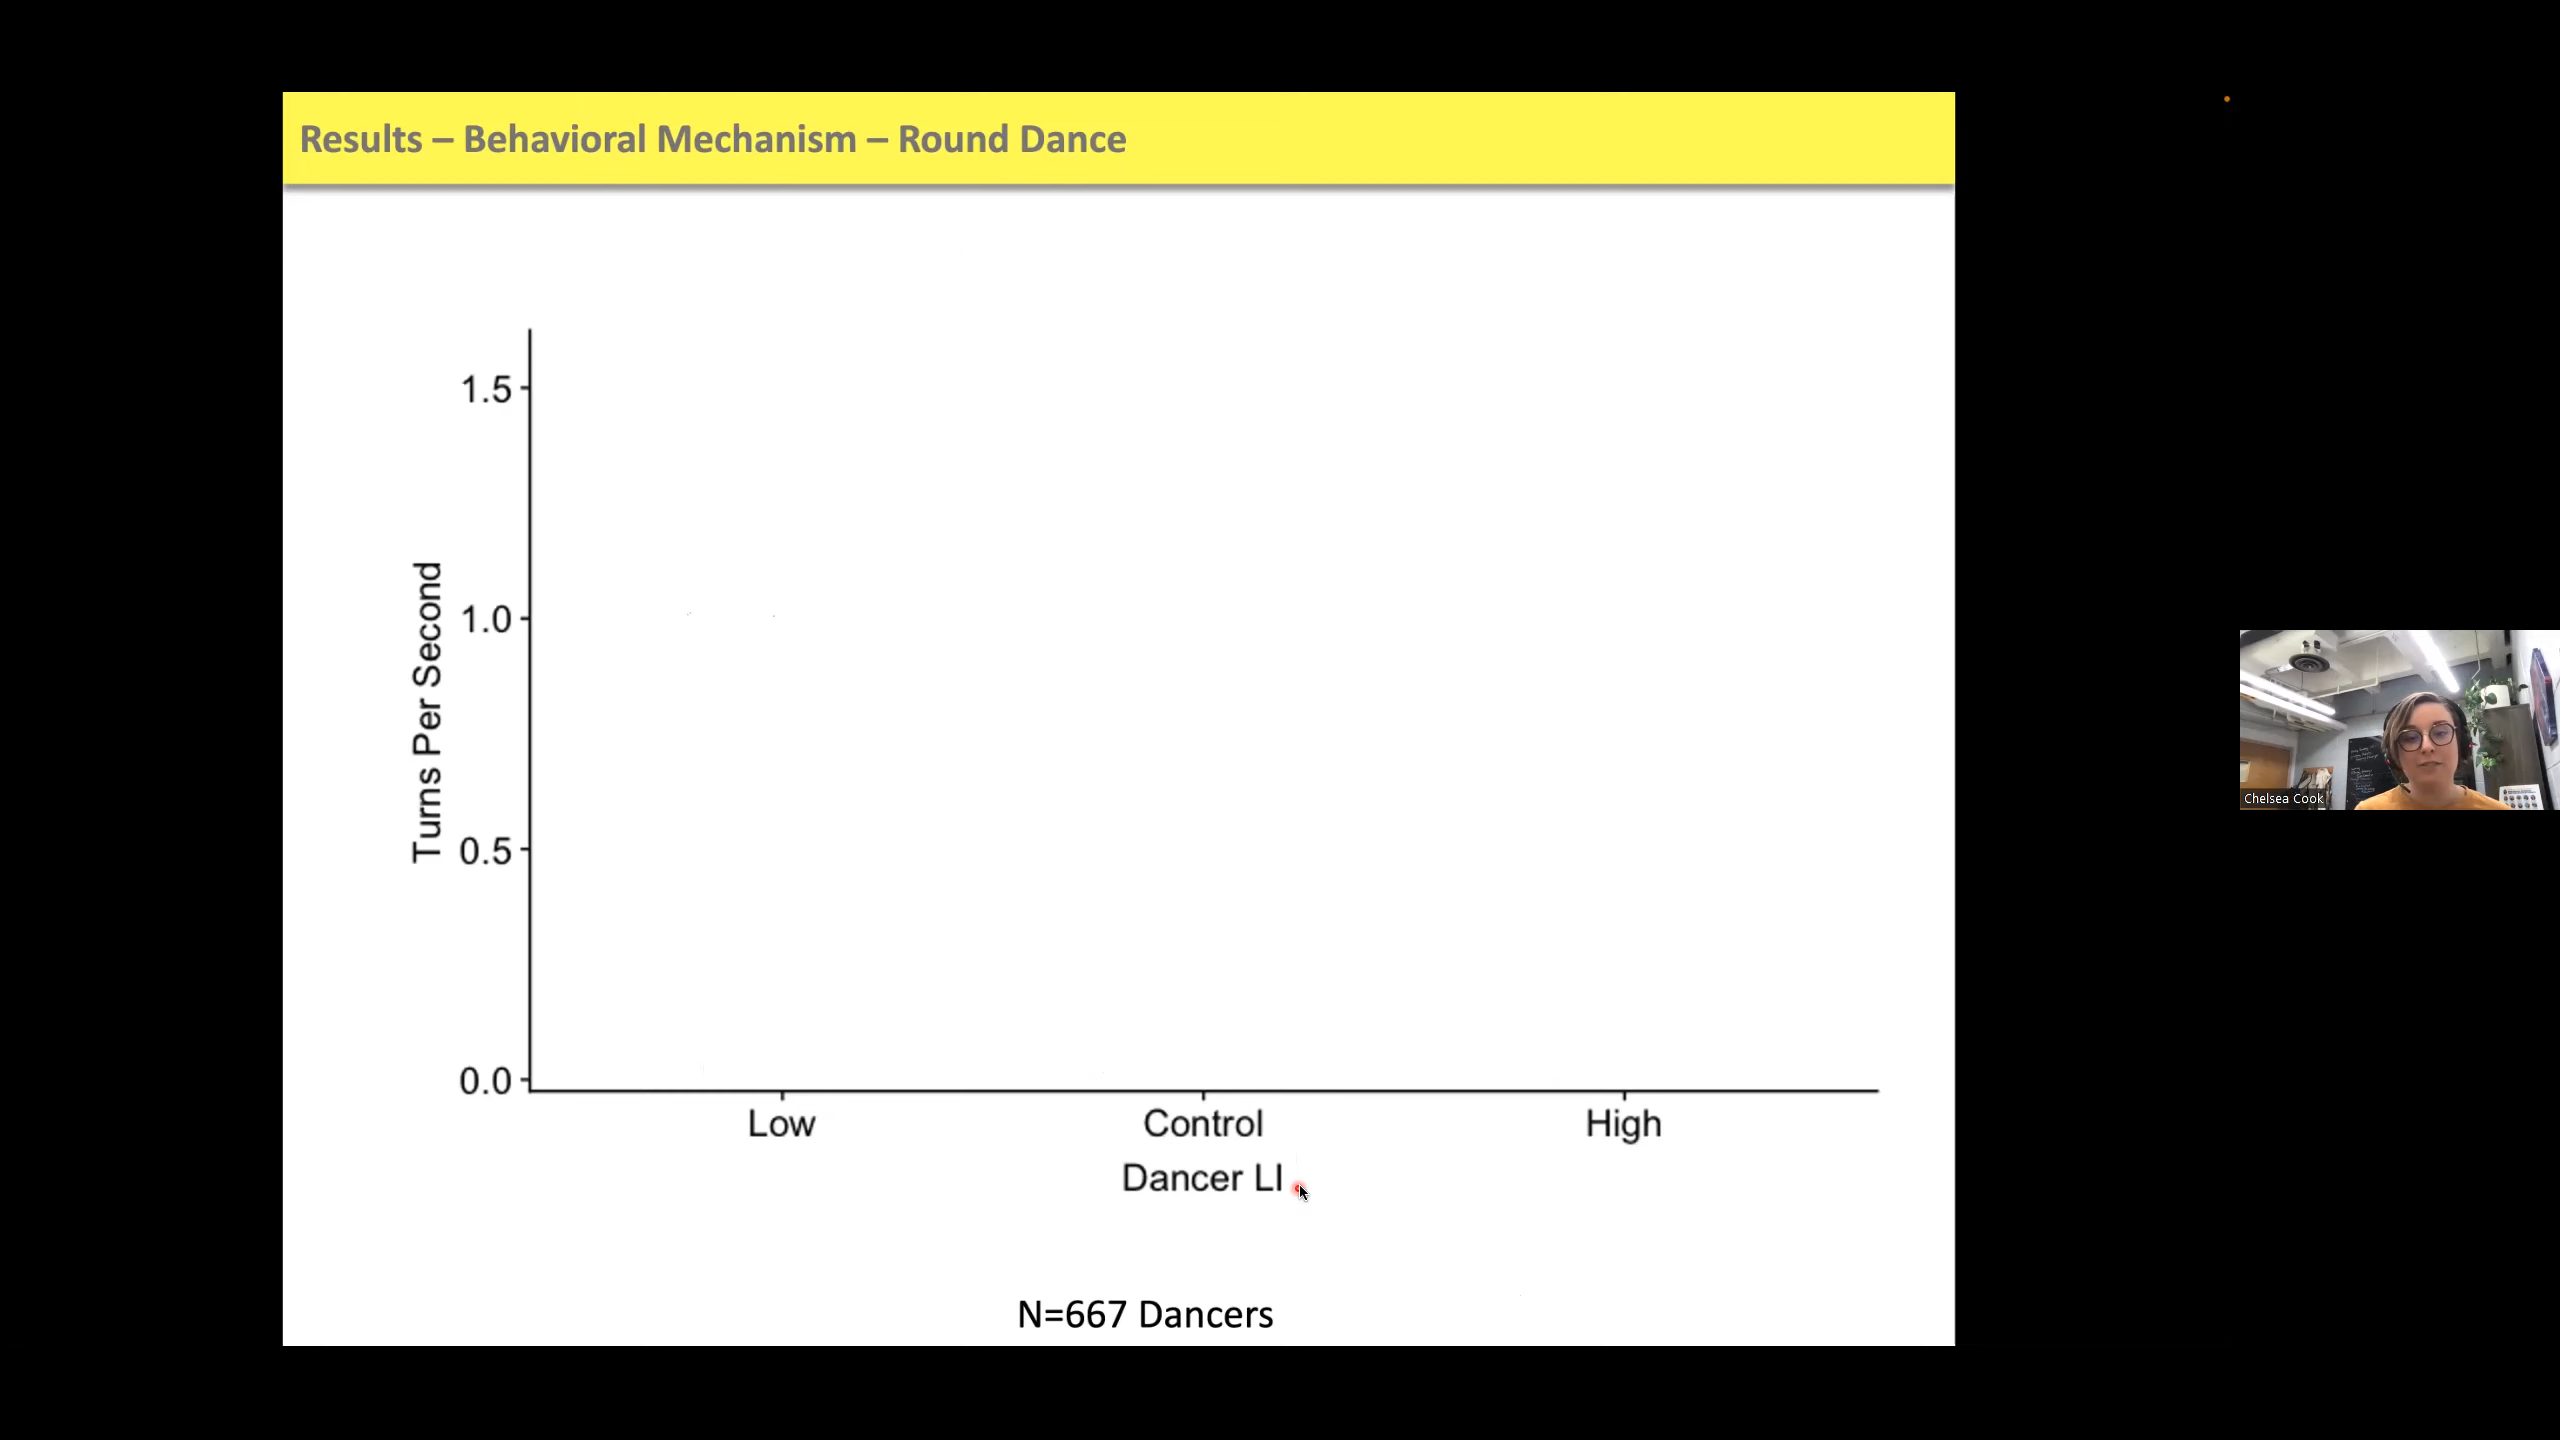 Results – Behavioral Mechanism – Round Dance
Turns Per Second
1.5
1.0
0.5
0.0
Low
Control
High
Dancer LI
N=667 Dancers
Chelsea Cook